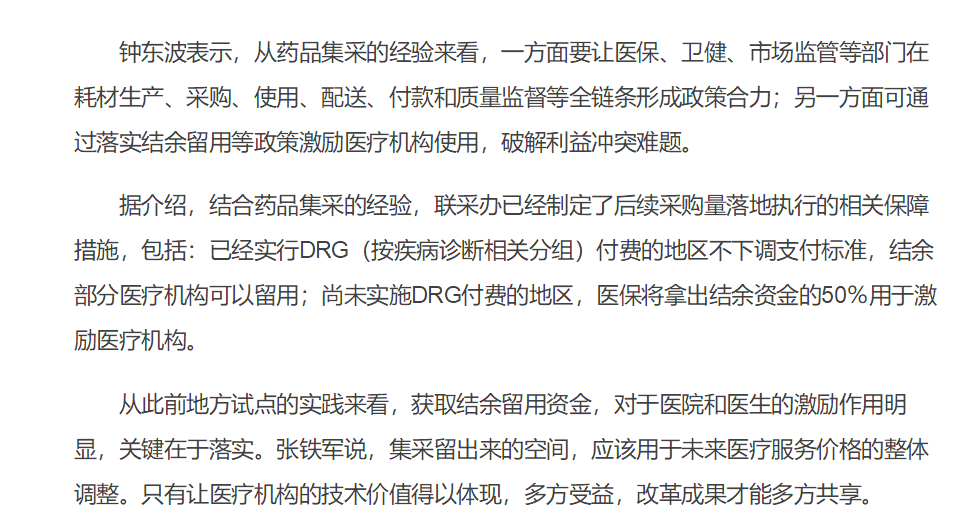 钟东波表示，从药品集采的经验来看，一方面要让医保、卫健、市场监管等部门在
耗材生产、采购、使用、配送、付款和质量监督等全链条形成政策合力；另一方面可通
过落实结余留用等政策激励医疗机构使用，破解利益冲突难题。
据介绍，结合药品集采的经验，联采办已经制定了后续采购量落地执行的相关保障
措施，包括：已经实行DRG（按疾病诊断相关分组）付费的地区不下调支付标准，结余
部分医疗机构可以留用；尚未实施DRG付费的地区，医保将拿出结余资金的50%用于激
励医疗机构。
从此前地方试点的实践来看，获取结余留用资金，对于医院和医生的激励作用明
显，关键在于落实。张铁军说，集采留出来的空间，应该用于未来医疗服务价格的整体
调整。只有让医疗机构的技术价值得以体现，多方受益，改革成果才能多方共享。